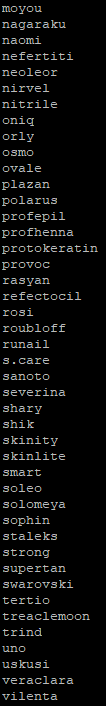 moyou
nagaraku
naomi
nefertiti
neoleor
nirvel
nitrile
oniq
orly
osmo
ovale
plazan
polarus
profepil
profhenna
protokeratin
provoc
rasyan
refectocil
rosi
roubloff
runail
s.care
sanoto
severina
shary
shik
skinity
skinlite
smart
soleo
solomeya
sophin
staleks
strong
supertan
swarovski
tertio
treaclemoon
trind
uno
uskusi
veraclara
vilenta